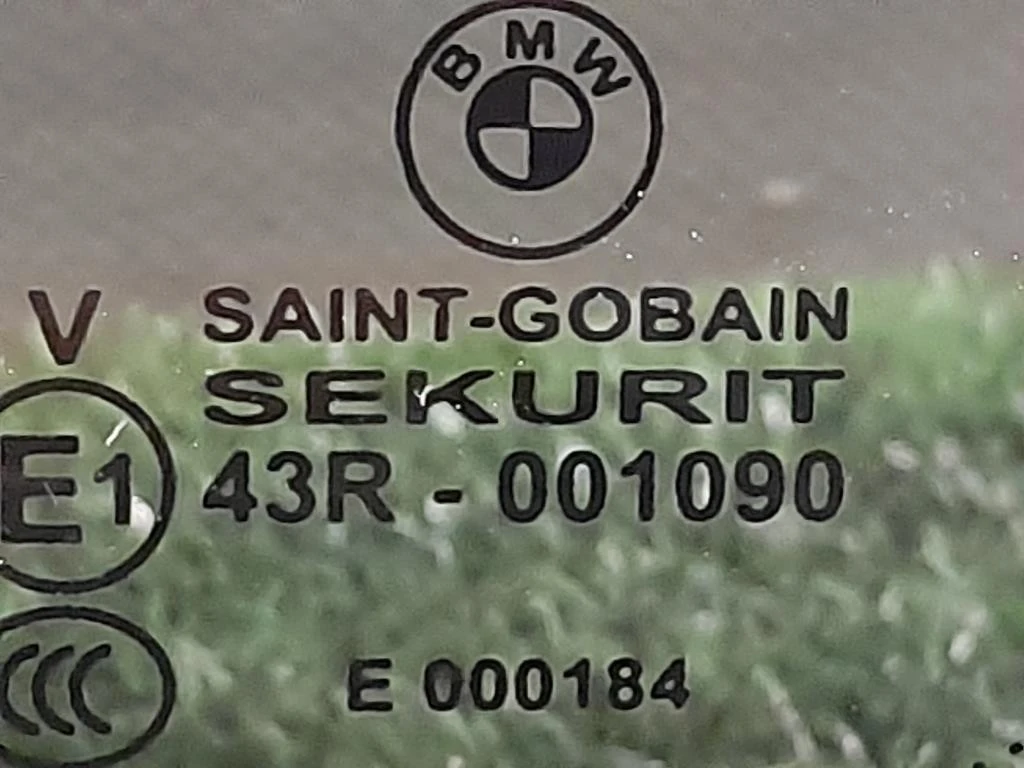 BMW
V SAINT-GOBAIN
SEKURIT
E1 43R - 001090
CCC E 000184